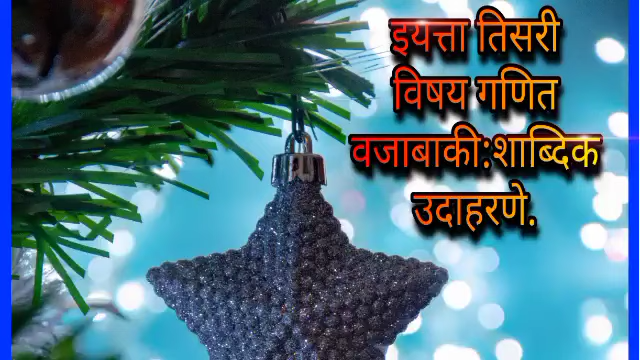 इयत्ता तिसरी
विषय गणित
वजाबाकी:शाब्दिक
उदाहरणे.